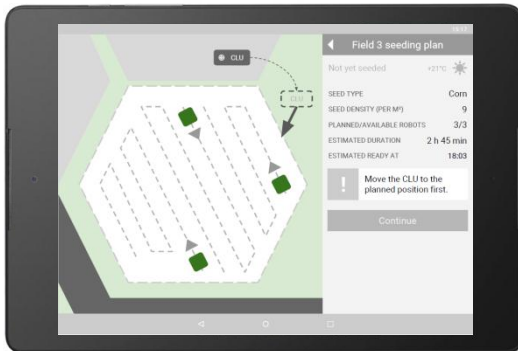 16:17
CLU
CLU
Field 3 seeding plan
Not yet seeded +21°C
SEED TYPE Corn
SEED DENSITY (PER M²) 9
PLANNED/AVAILABLE ROBOTS 3/3
ESTIMATED DURATION 2 h 45 min
ESTIMATED READY AT 18:03
! Move the CLU to the
planned position first.
Continue